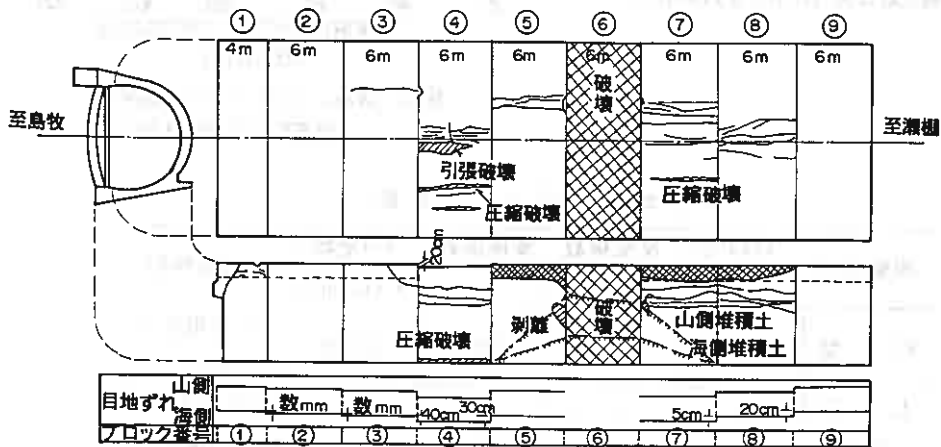 ① ② ③ ④ ⑤ ⑥ ⑦ ⑧ ⑨
4m 6m 6m 6m 6m 6m 6m 6m 6m
破壊
至島牧
至瀬棚
引張破壊
圧縮破壊
圧縮破壊
20cm
剥離
破壊
山側堆積土
海側堆積土
圧縮破壊
目地ずれ
山側
海側
数mm 数mm 40cm 30cm 5cm 20cm
ブロック番号 ① ② ③ ④ ⑤ ⑥ ⑦ ⑧ ⑨